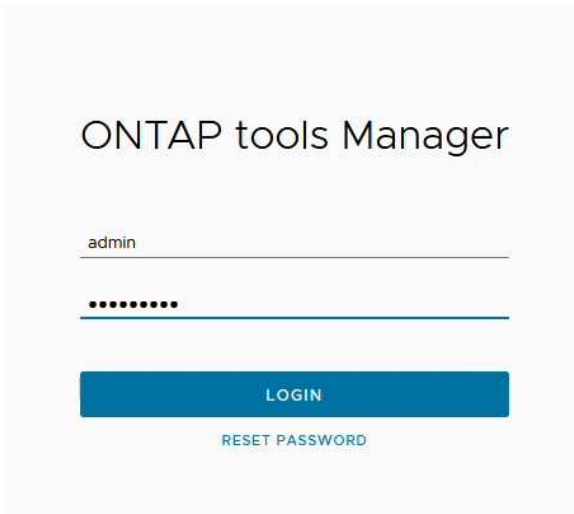 ONTAP tools Manager
admin
•••••••••
LOGIN
RESET PASSWORD